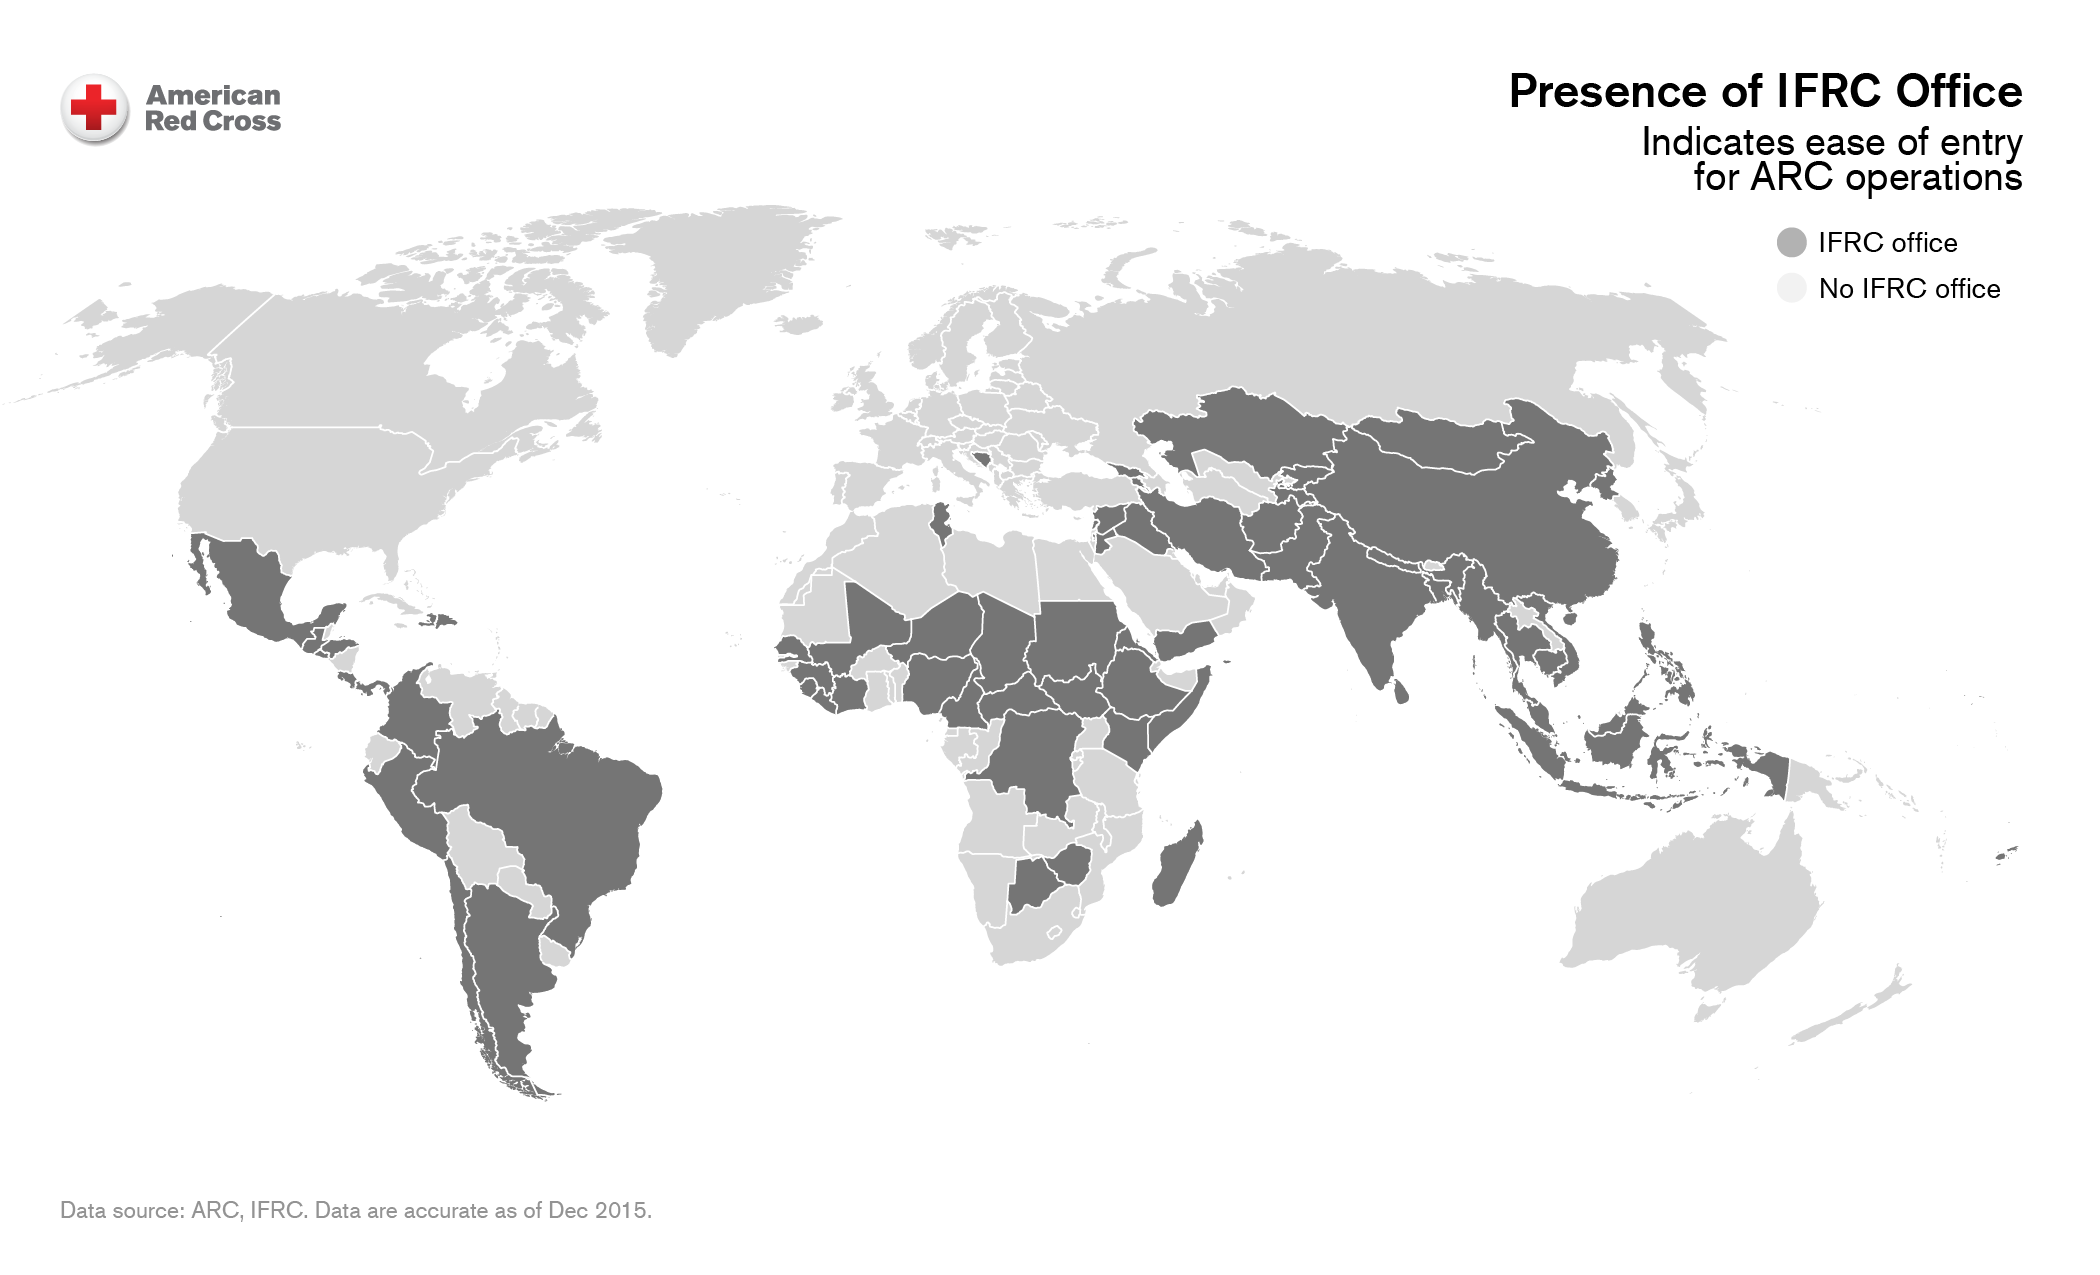 American
Red Cross
Presence of IFRC Office
Indicates ease of entry
for ARC operations
IFRC office
No IFRC office
Data source: ARC, IFRC. Data are accurate as of Dec 2015.